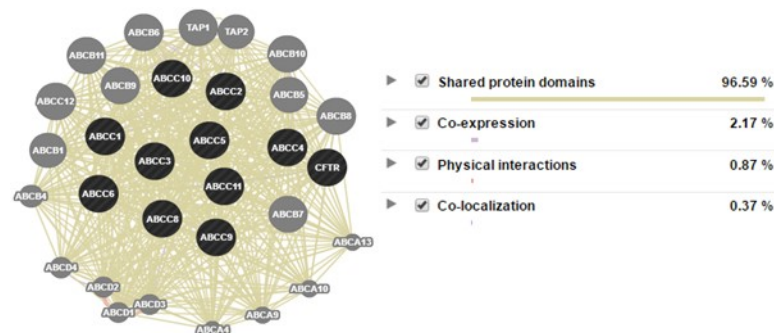 ABCB6
TAP1
TAP2
ABCB11
ABCB10
ABCC10
ABCB9
ABCC2
ABCB5
ABCC12
ABCB8
ABCC1
ABCC5
ABCB1
ABCC4
ABCC3
CFTR
ABCC6
ABCC11
ABCB4
ABCC8
ABCB7
ABCC9
ABCA13
ABCD4
ABCD2
ABCA10
ABCD3
ABCD1
ABCA9
ABCA4
Shared protein domains 96.59 %
Co-expression 2.17 %
Physical interactions 0.87 %
Co-localization 0.37 %